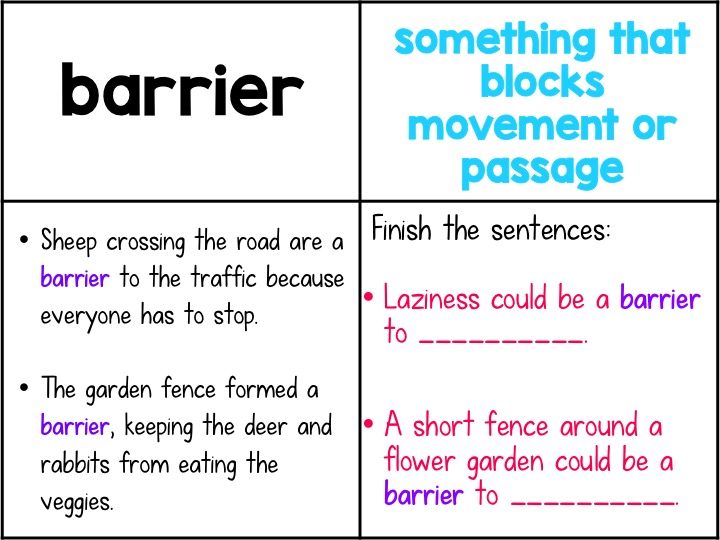 barrier
something that
blocks
movement or
passage
• Sheep crossing the road are a
barrier to the traffic because
everyone has to stop.
• The garden fence formed a
barrier, keeping the deer and
rabbits from eating the
veggies.
Finish the sentences:
• Laziness could be a barrier
to __________.
• A short fence around a
flower garden could be a
barrier to __________.